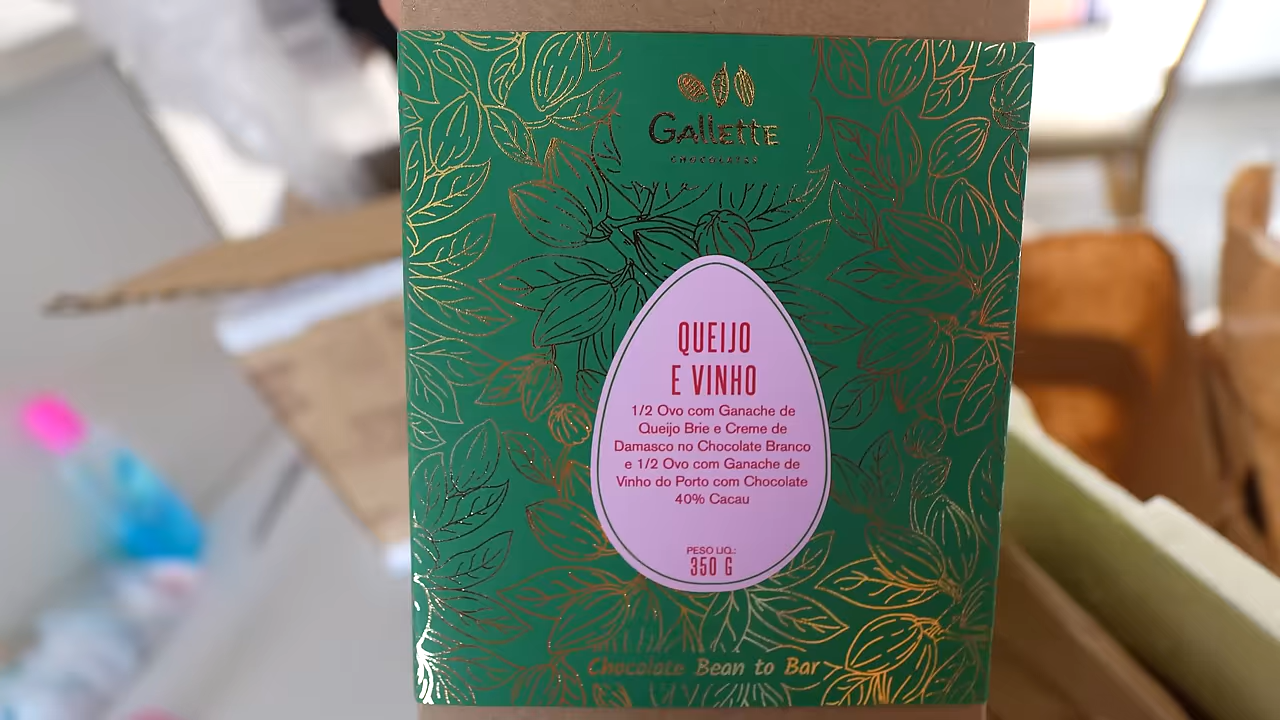 Gallette
CHOCOLATES
QUEIJO
E VINHO
1/2 Ovo com Ganache de
Queijo Brie e Creme de
Damasco no Chocolate Branco
e 1/2 Ovo com Ganache de
Vinho do Porto com Chocolate
40% Cacau
PESO LIQ.:
350 G
Chocolate Bean to Bar